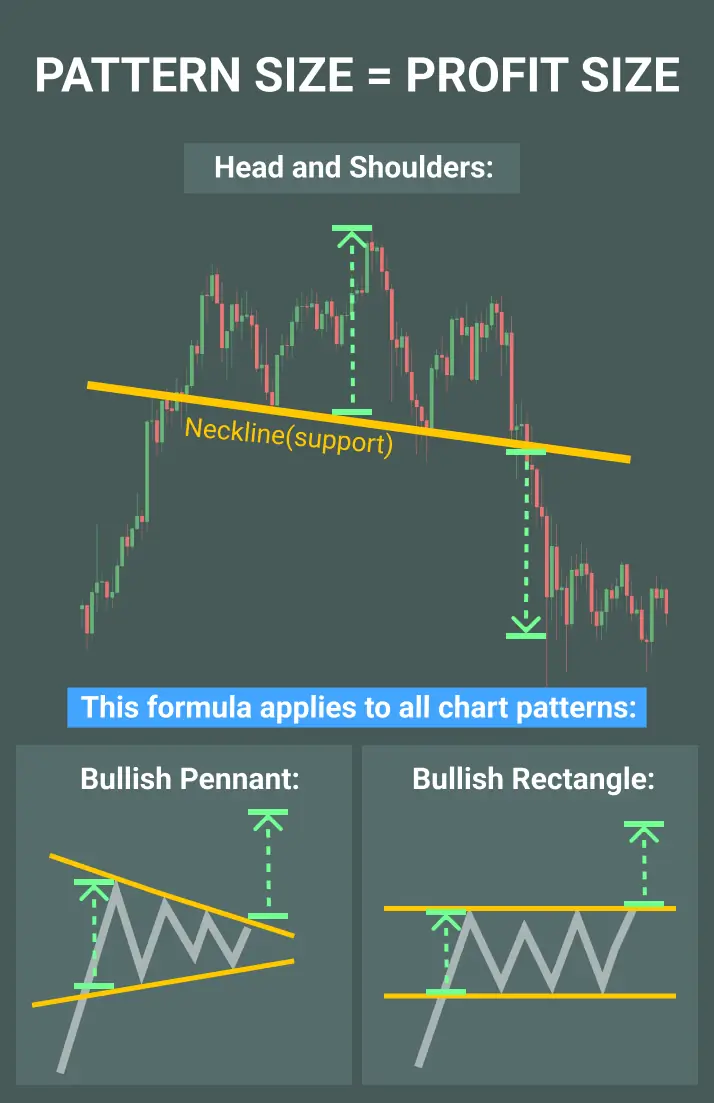 PATTERN SIZE = PROFIT SIZE
Head and Shoulders:
Neckline(support)
This formula applies to all chart patterns:
Bullish Pennant:
Bullish Rectangle: